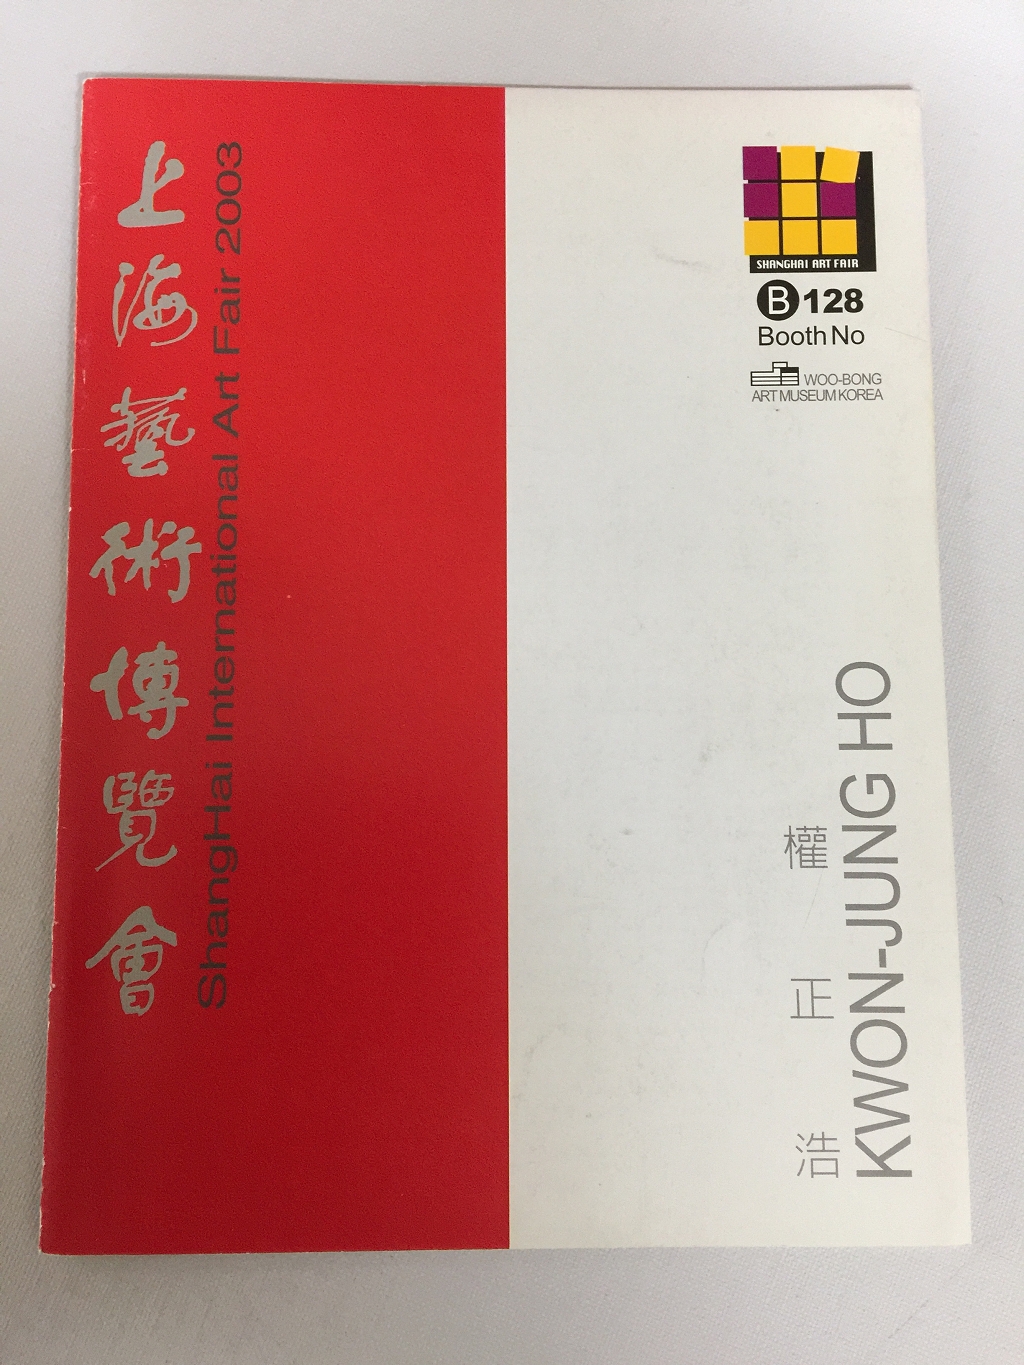 上海藝術博覽會
ShangHai International Art Fair 2003
SHANGHAI ART FAIR
B 128
Booth No
WOO-BONG
ART MUSEUM KOREA
權正浩
KWON-JUNG HO